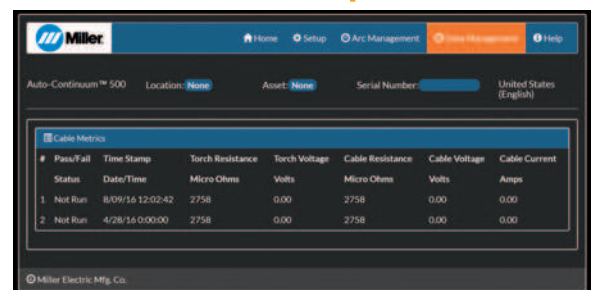 Miller
Home Setup Arc Management Help
Auto-Continuum™ 500 Location: None Asset: None Serial Number: United States
(English)
Cable Metrics
# Pass/Fail Time Stamp Torch Resistance Torch Voltage Cable Resistance Cable Voltage Cable Current
Status Date/Time Micro Ohms Volts Micro Ohms Volts Amps
1 Not Run 8/09/16 12:02:42 2758 0.00 2758 0.00 0.00
2 Not Run 4/28/16 0:00:00 2758 0.00 2758 0.00 0.00
Miller Electric Mfg. Co.